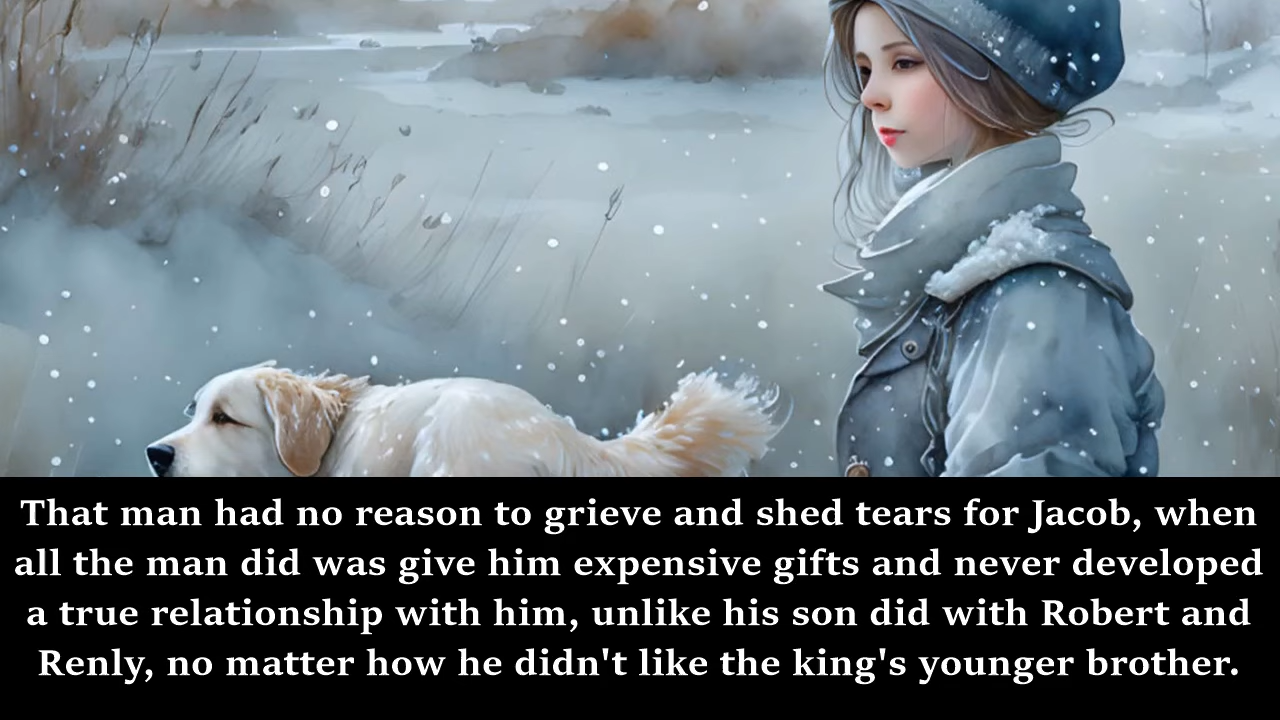 That man had no reason to grieve and shed tears for Jacob, when
all the man did was give him expensive gifts and never developed
a true relationship with him, unlike his son did with Robert and
Renly, no matter how he didn't like the king's younger brother.